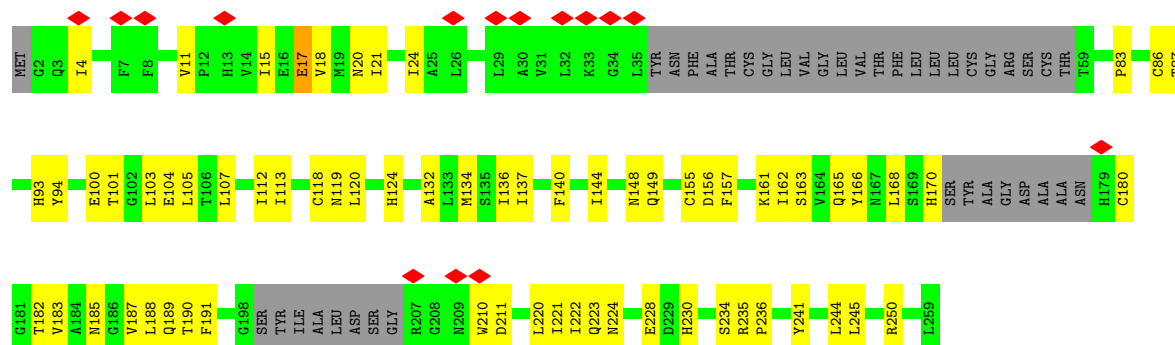 MET G2 Q3 I4 F7 F8 V11 P12 H13 V14 I15 E16 E17 V18 M19 N20 I21 I24 A25 L26 L29 A30 V31 L32 K33 G34 L35 TYR ASN PHE ALA THR CYS GLY LEU VAL GLY LEU VAL THR PHE LEU LEU LEU CYS GLY ARG SER CYS THR T59 P83 C86
H93 Y94 E100 T101 G102 L103 E104 L105 T106 L107 I112 I113 C118 N119 L120 H124 A132 L133 M134 S135 I136 I137 F140 I144 N148 Q149 C155 D156 F157 K161 I162 S163 V164 Q165 Y166 N167 L168 S169 H170 SER TYR ALA GLY ASP ALA ALA ASN H179 C180
G181 T182 V183 A184 N185 G186 V187 L188 Q189 T190 F191 G198 SER TYR ILE ALA LEU ASP SER GLY R207 G208 N209 W210 D211 L220 I221 I222 Q223 N224 E228 D229 H230 S234 R235 P236 Y241 L244 L245 R250 L259